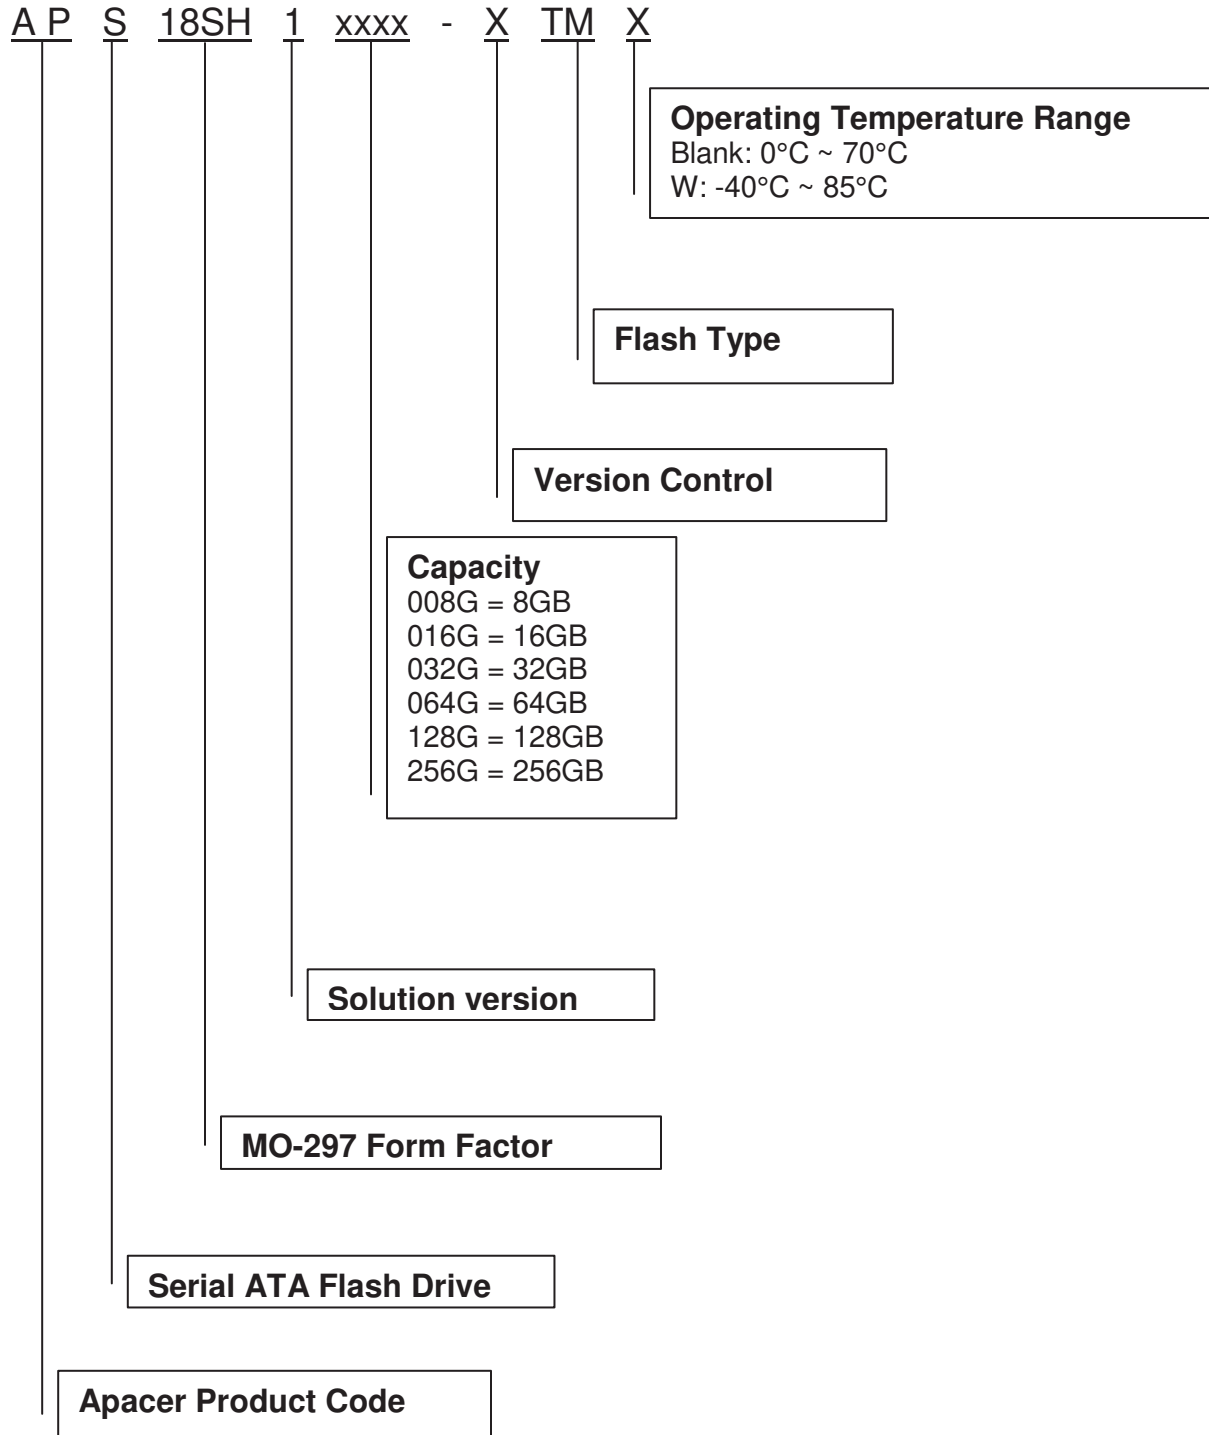 AP S 18SH 1 xxxx - X TM X
Operating Temperature Range
Blank: 0°C ~ 70°C
W: -40°C ~ 85°C
Flash Type
Version Control
Capacity
008G = 8GB
016G = 16GB
032G = 32GB
064G = 64GB
128G = 128GB
256G = 256GB
Solution version
MO-297 Form Factor
Serial ATA Flash Drive
Apacer Product Code